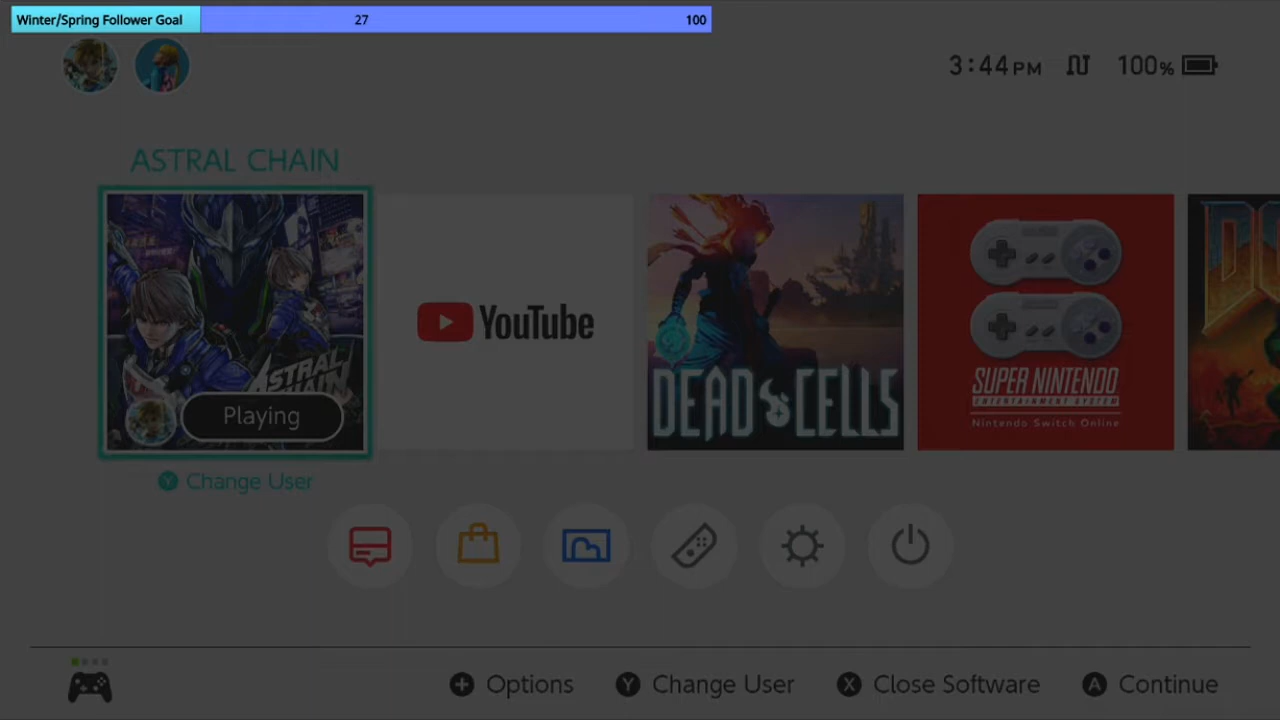 Winter/Spring Follower Goal 27 100
3:44 PM 100%
ASTRAL CHAIN
ASTRAL
CHAIN
Playing
YouTube
DEAD CELLS
SUPER NINTENDO
ENTERTAINMENT SYSTEM
Nintendo Switch Online
DO
Y Change User
+ Options Y Change User X Close Software A Continue